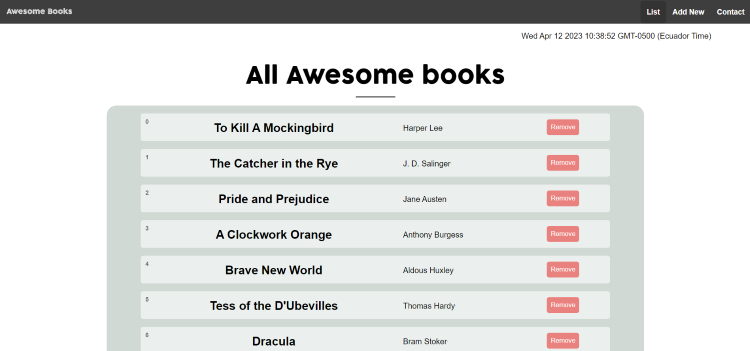 Awesome Books List Add New Contact
Wed Apr 12 2023 10:38:52 GMT-0500 (Ecuador Time)
All Awesome books
0 To Kill A Mockingbird Harper Lee Remove
1 The Catcher in the Rye J. D. Salinger Remove
2 Pride and Prejudice Jane Austen Remove
3 A Clockwork Orange Anthony Burgess Remove
4 Brave New World Aldous Huxley Remove
5 Tess of the D'Ubevilles Thomas Hardy Remove
6 Dracula Bram Stoker Remove